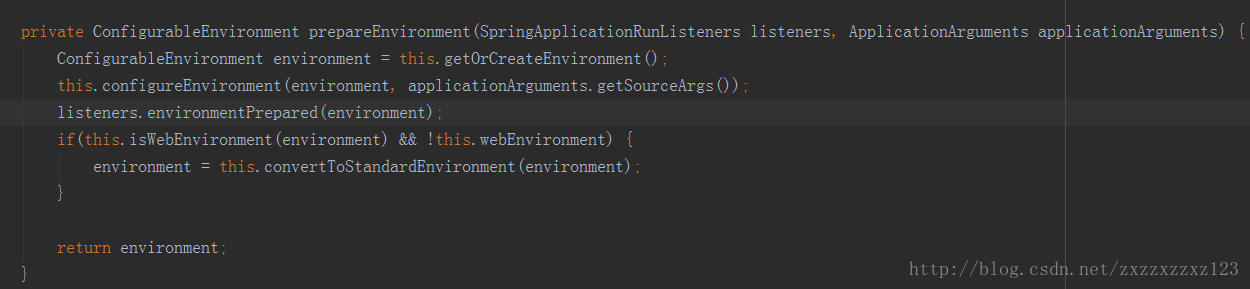 private ConfigurableEnvironment prepareEnvironment(SpringApplicationRunListeners listeners, ApplicationArguments applicationArguments) {
    ConfigurableEnvironment environment = this.getOrCreateEnvironment();
    this.configureEnvironment(environment, applicationArguments.getSourceArgs());
    listeners.environmentPrepared(environment);
    if(this.isWebEnvironment(environment) && !this.webEnvironment) {
        environment = this.convertToStandardEnvironment(environment);
    }
    return environment;
}
http://blog.csdn.net/zxzzxzzxz123